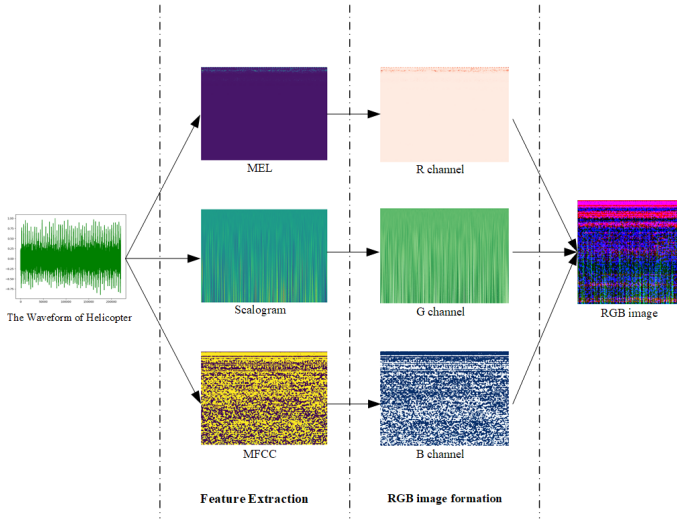 MEL
R channel
The Waveform of Helicopter
Scalogram
G channel
RGB image
MFCC
B channel
Feature Extraction
RGB image formation